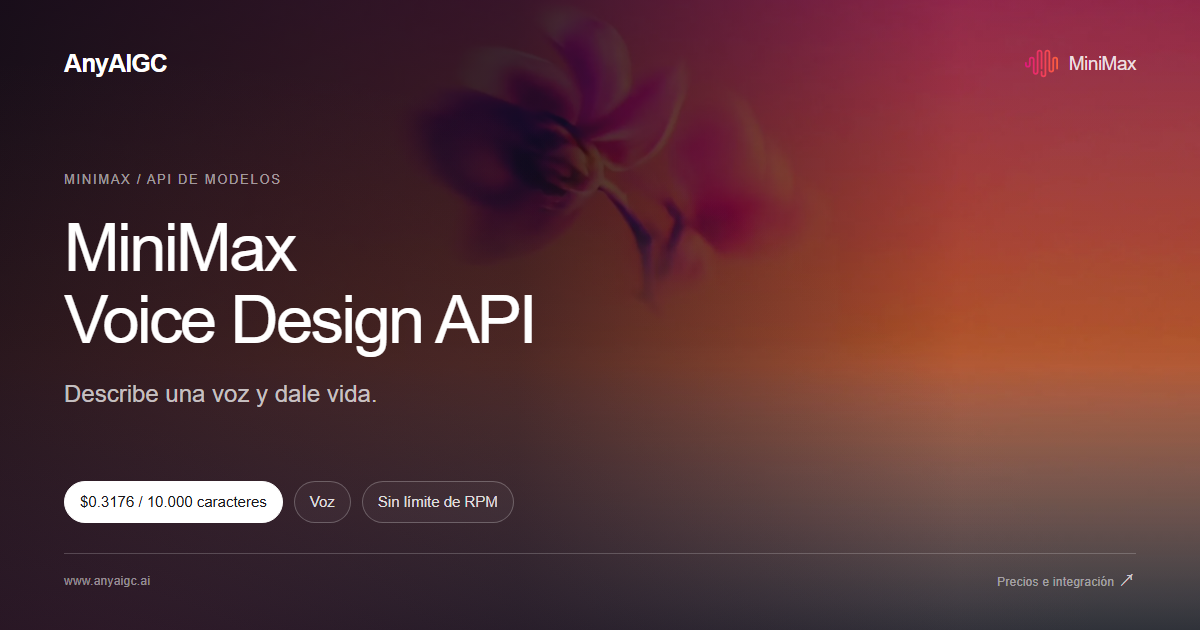 AnyAIGC
MiniMax
MINIMAX / API DE MODELOS
MiniMax
Voice Design API
Describe una voz y dale vida.
$0.3176 / 10.000 caracteres
Voz
Sin límite de RPM
www.anyaigc.ai
Precios e integración ↗